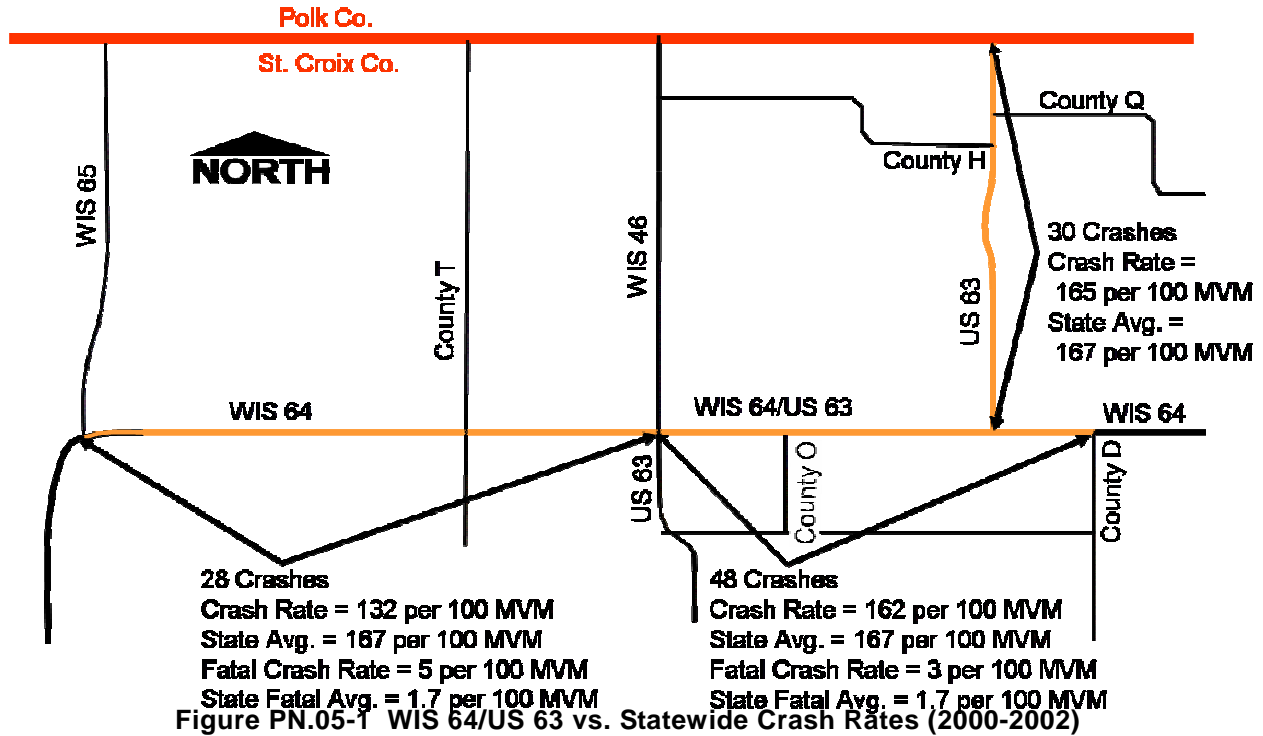 Polk Co.
St. Croix Co.
County Q
NORTH
County H
WIS 65
WIS 46
30 Crashes
Crash Rate =
165 per 100 MVM
State Avg. =
167 per 100 MVM
County T
US 63
WIS 64
WIS 64/US 63
WIS 64
US 63
County O
County D
28 Crashes
Crash Rate = 132 per 100 MVM
State Avg. = 167 per 100 MVM
Fatal Crash Rate = 5 per 100 MVM
State Fatal Avg. = 1.7 per 100 MVM
48 Crashes
Crash Rate = 162 per 100 MVM
State Avg. = 167 per 100 MVM
Fatal Crash Rate = 3 per 100 MVM
State Fatal Avg. = 1.7 per 100 MVM
Figure PN.05-1 WIS 64/US 63 vs. Statewide Crash Rates (2000-2002)